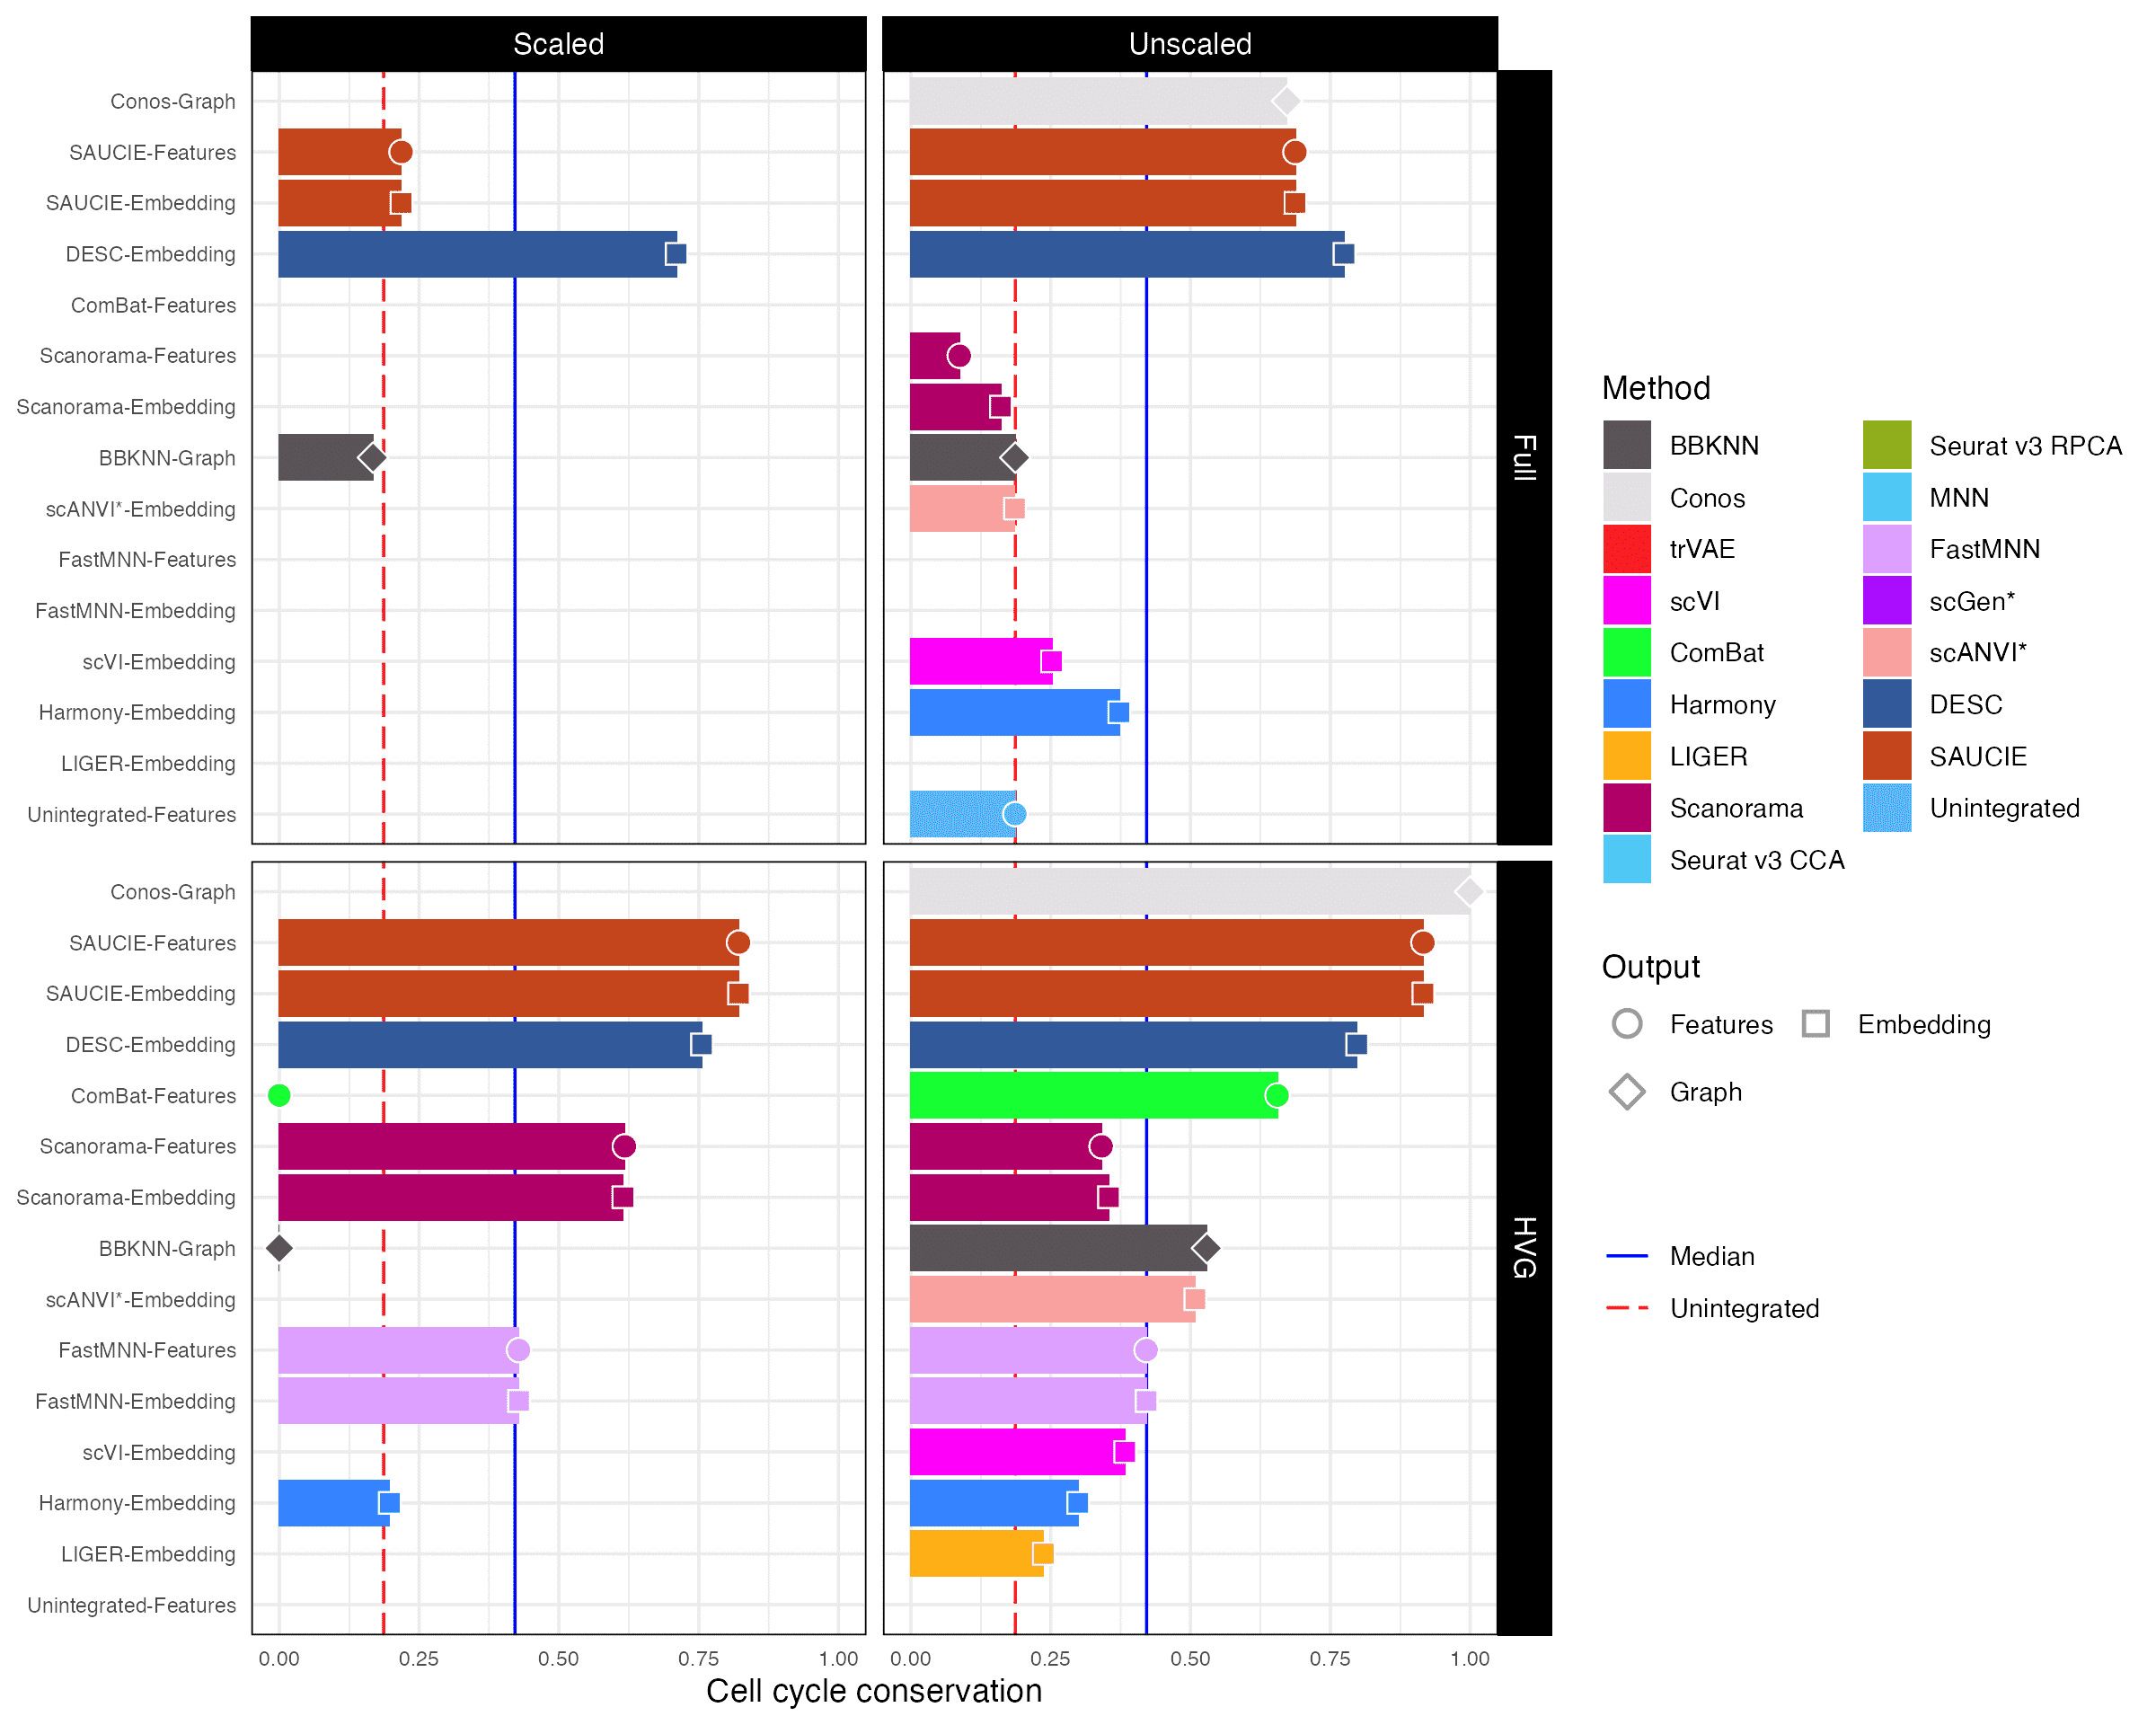 Scaled
Unscaled
Full
Conos-Graph
SAUCIE-Features
SAUCIE-Embedding
DESC-Embedding
ComBat-Features
Scanorama-Features
Scanorama-Embedding
BBKNN-Graph
scANVI*-Embedding
FastMNN-Features
FastMNN-Embedding
scVI-Embedding
Harmony-Embedding
LIGER-Embedding
Unintegrated-Features
HVG
Conos-Graph
SAUCIE-Features
SAUCIE-Embedding
DESC-Embedding
ComBat-Features
Scanorama-Features
Scanorama-Embedding
BBKNN-Graph
scANVI*-Embedding
FastMNN-Features
FastMNN-Embedding
scVI-Embedding
Harmony-Embedding
LIGER-Embedding
Unintegrated-Features
0.00 0.25 0.50 0.75 1.00
0.00 0.25 0.50 0.75 1.00
Cell cycle conservation
Method
BBKNN
Conos
trVAE
scVI
ComBat
Harmony
LIGER
Scanorama
Seurat v3 CCA
Seurat v3 RPCA
MNN
FastMNN
scGen*
scANVI*
DESC
SAUCIE
Unintegrated
Output
Features Embedding
Graph
Median
Unintegrated